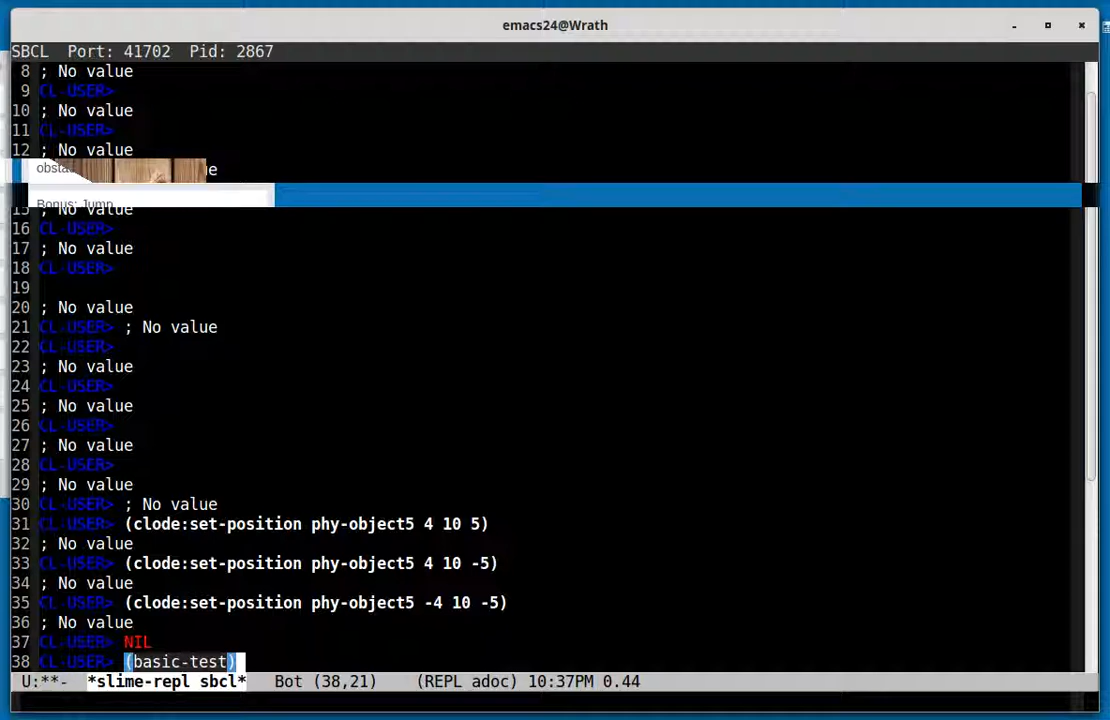 emacs24@Wrath
SBCL  Port: 41702  Pid: 2867
8 ; No value
9 CL-USER>
10 ; No value
11 CL-USER>
12 ; No value
Bonus: Jump
15 ; No value
16 CL-USER>
17 ; No value
18 CL-USER>
19
20 ; No value
21 CL-USER> ; No value
22 CL-USER>
23 ; No value
24 CL-USER>
25 ; No value
26 CL-USER>
27 ; No value
28 CL-USER>
29 ; No value
30 CL-USER> ; No value
31 CL-USER> (clode:set-position phy-object5 4 10 5)
32 ; No value
33 CL-USER> (clode:set-position phy-object5 4 10 -5)
34 ; No value
35 CL-USER> (clode:set-position phy-object5 -4 10 -5)
36 ; No value
37 CL-USER> NIL
38 CL-USER> (basic-test)
U:**-  *slime-repl sbcl*   Bot (38,21)    (REPL adoc) 10:37PM 0.44